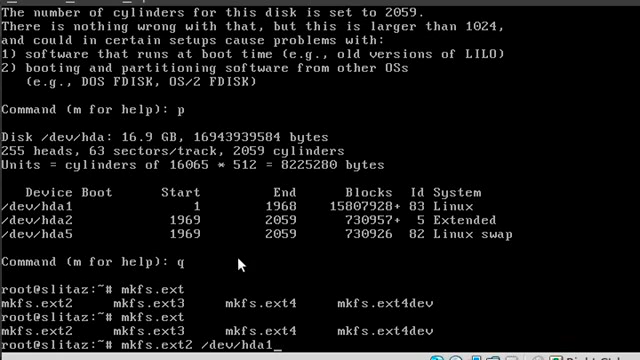 The number of cylinders for this disk is set to 2059.
There is nothing wrong with that, but this is larger than 1024,
and could in certain setups cause problems with:
1) software that runs at boot time (e.g., old versions of LILO)
2) booting and partitioning software from other OSs
(e.g., DOS FDISK, OS/2 FDISK)
Command (m for help): p
Disk /dev/hda: 16.9 GB, 16943939584 bytes
255 heads, 63 sectors/track, 2059 cylinders
Units = cylinders of 16065 * 512 = 8225280 bytes
Device Boot Start End Blocks Id System
/dev/hda1 1 1968 15807928+ 83 Linux
/dev/hda2 1969 2059 730957+ 5 Extended
/dev/hda5 1969 2059 730926 82 Linux swap
Command (m for help): q
root@slitaz:~# mkfs.ext
mkfs.ext2 mkfs.ext3 mkfs.ext4 mkfs.ext4dev
root@slitaz:~# mkfs.ext
mkfs.ext2 mkfs.ext3 mkfs.ext4 mkfs.ext4dev
root@slitaz:~# mkfs.ext2 /dev/hda1_